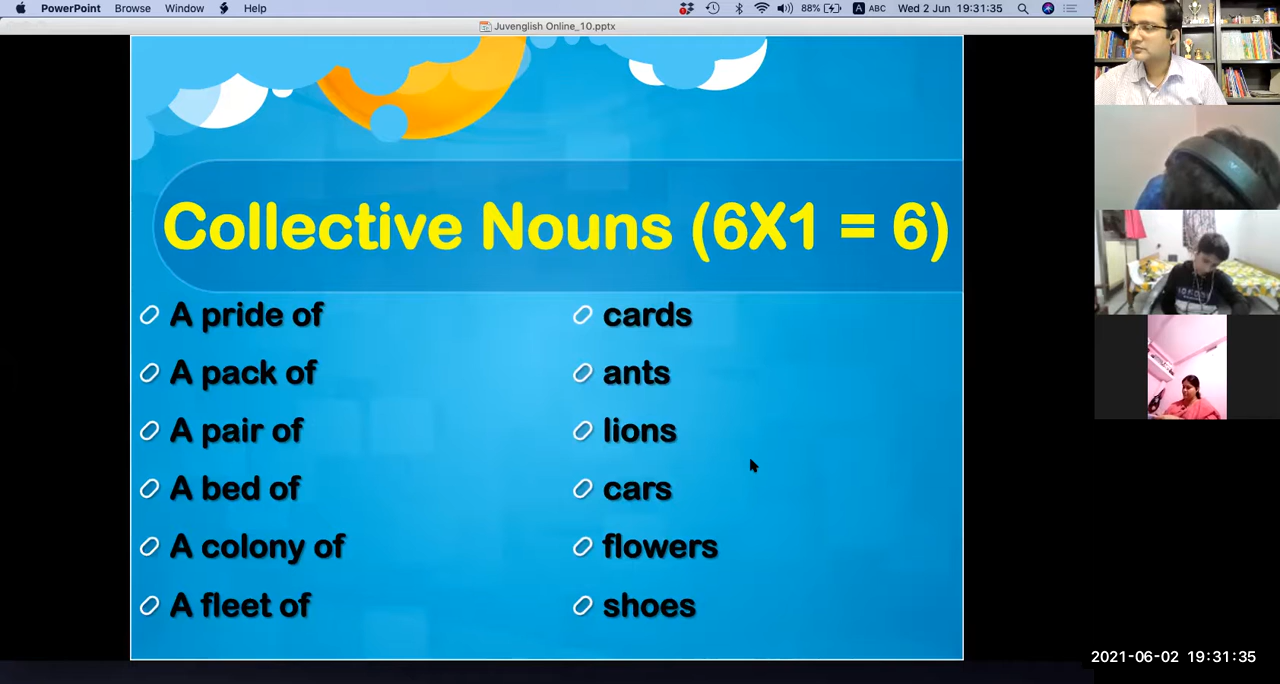 PowerPoint Browse Window Help 88% A ABC Wed 2 Jun 19:31:35
Juvenglish Online_10.pptx
Collective Nouns (6X1 = 6)
A pride of
A pack of
A pair of
A bed of
A colony of
A fleet of
cards
ants
lions
cars
flowers
shoes
2021-06-02 19:31:35